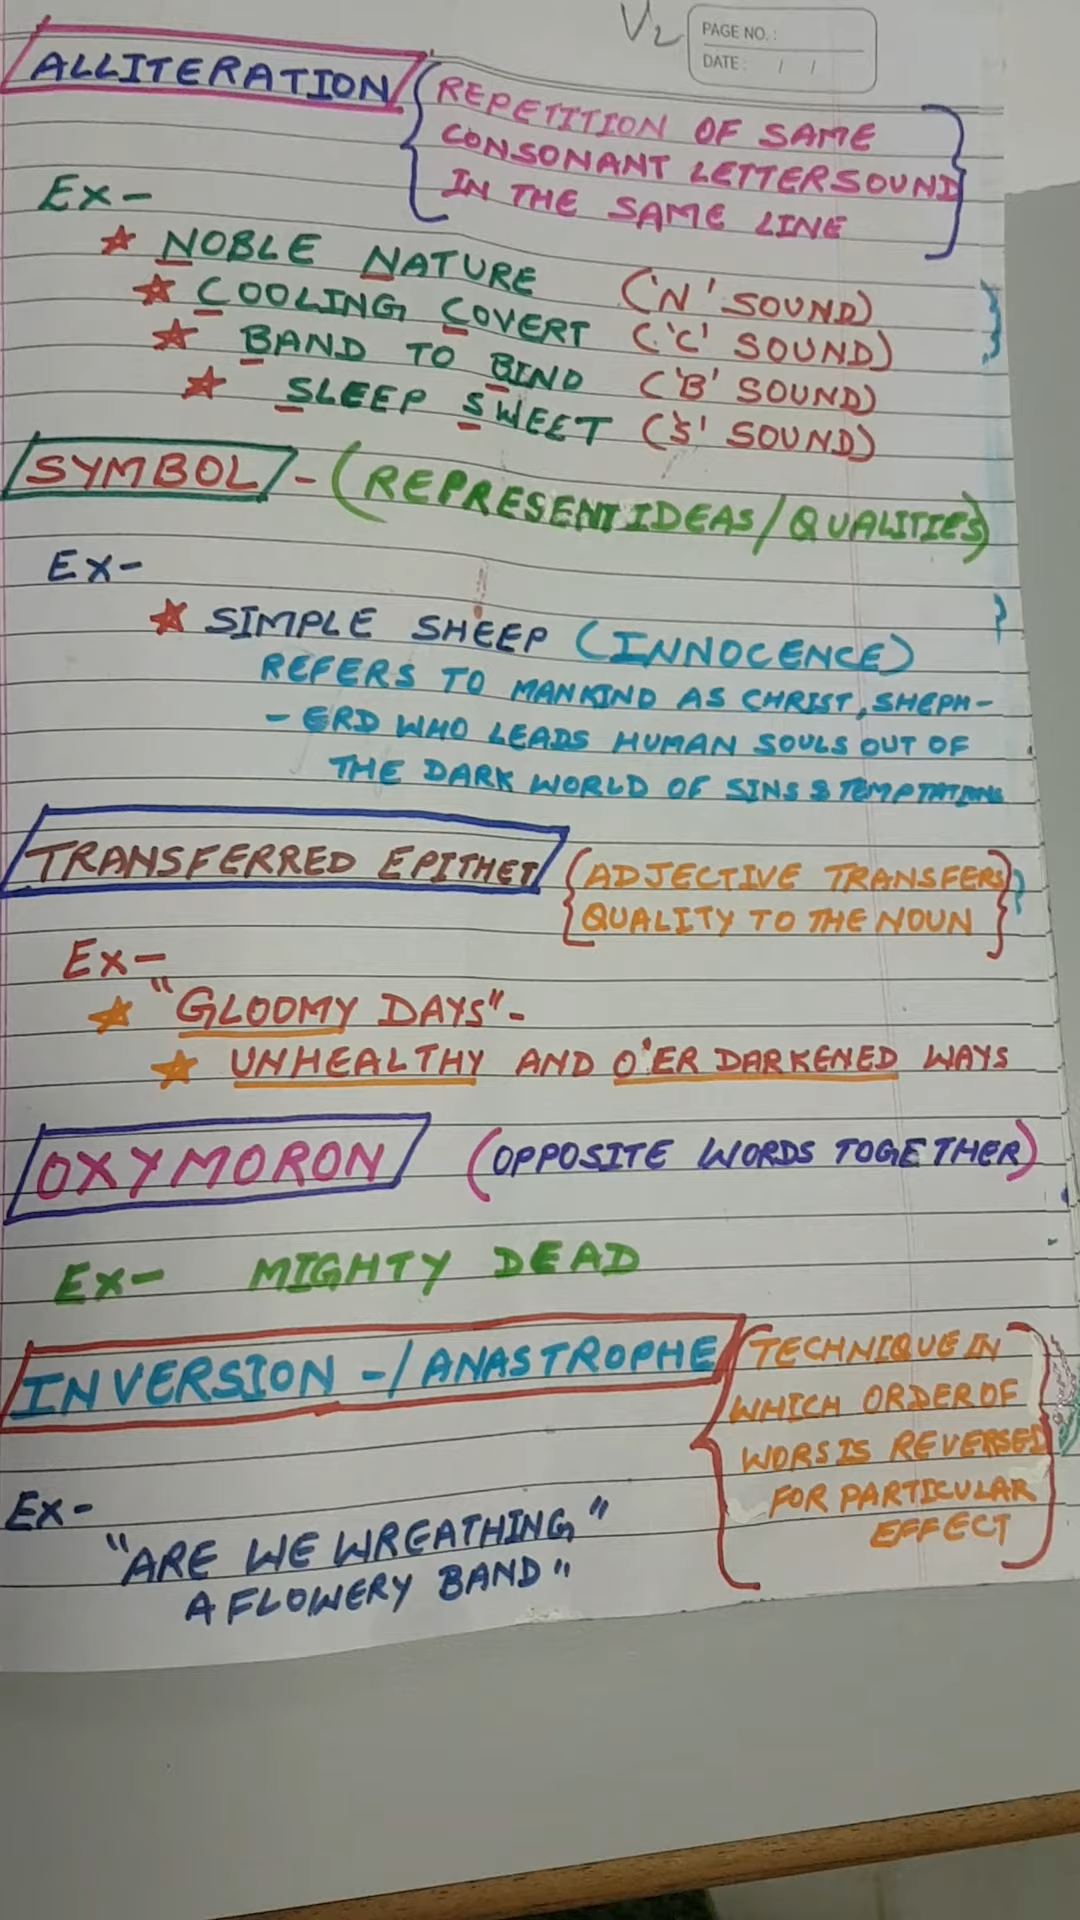 V2
PAGE NO. :
DATE : / /
ALLITERATION
REPETITION OF SAME
CONSONANT LETTERSOUND
IN THE SAME LINE
EX-
NOBLE NATURE ('N' SOUND)
COOLING COVERT ('C' SOUND)
BAND TO BIND ('B' SOUND)
SLEEP SWEET ('S' SOUND)
SYMBOL - (REPRESENT IDEAS/QUALITIES)
EX-
SIMPLE SHEEP (INNOCENCE)
REFERS TO MANKIND AS CHRIST, SHEPH-
- ERD WHO LEADS HUMAN SOULS OUT OF
THE DARK WORLD OF SINS & TEMPTATIONS
TRANSFERRED EPITHET
ADJECTIVE TRANSFERS
QUALITY TO THE NOUN
EX-
"GLOOMY DAYS"-
UNHEALTHY AND O'ER DARKENED WAYS
OXYMORON (OPPOSITE WORDS TOGETHER)
EX- MIGHTY DEAD
INVERSION -/ANASTROPHE
TECHNIQUE IN
WHICH ORDER OF
WORS IS REVERSED
FOR PARTICULAR
EFFECT
EX-
"ARE WE WREATHING"
A FLOWERY BAND"